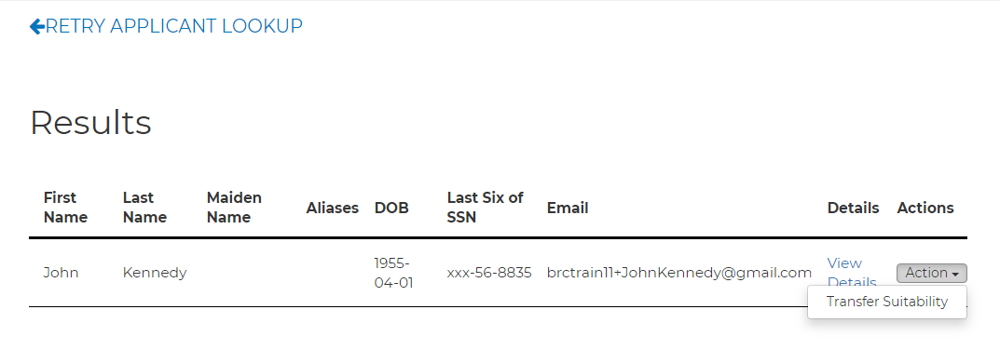 RETRY APPLICANT LOOKUP
Results
First Name Last Name Maiden Name Aliases DOB Last Six of SSN Email Details Actions
John Kennedy 1955-04-01 xxx-56-8835 brctrain11+JohnKennedy@gmail.com View Details Action
Transfer Suitability